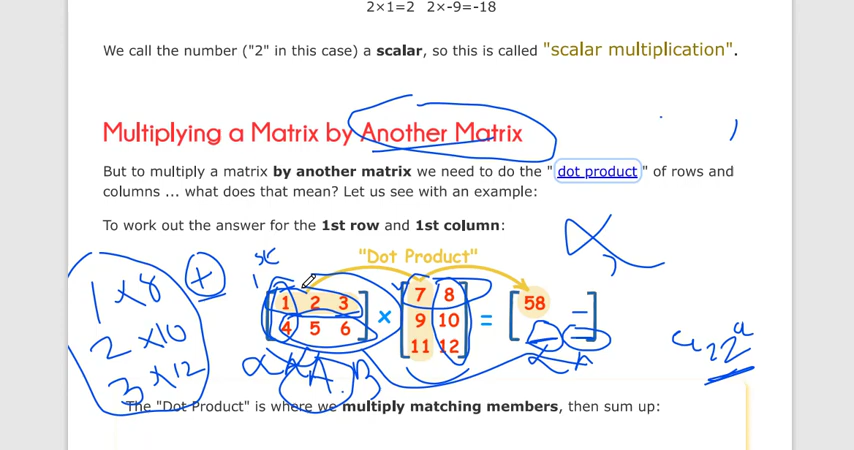 2×1=2 2×-9=-18
We call the number ("2" in this case) a scalar, so this is called "scalar multiplication".
Multiplying a Matrix by Another Matrix
But to multiply a matrix by another matrix we need to do the "dot product" of rows and
columns ... what does that mean? Let us see with an example:
To work out the answer for the 1st row and 1st column:
"Dot Product"
1 2 3
4 5 6
×
7 8
9 10
11 12
=
58
1 x 8
+
2 x 10
3 x 12
A.B
The "Dot Product" is where we multiply matching members, then sum up: